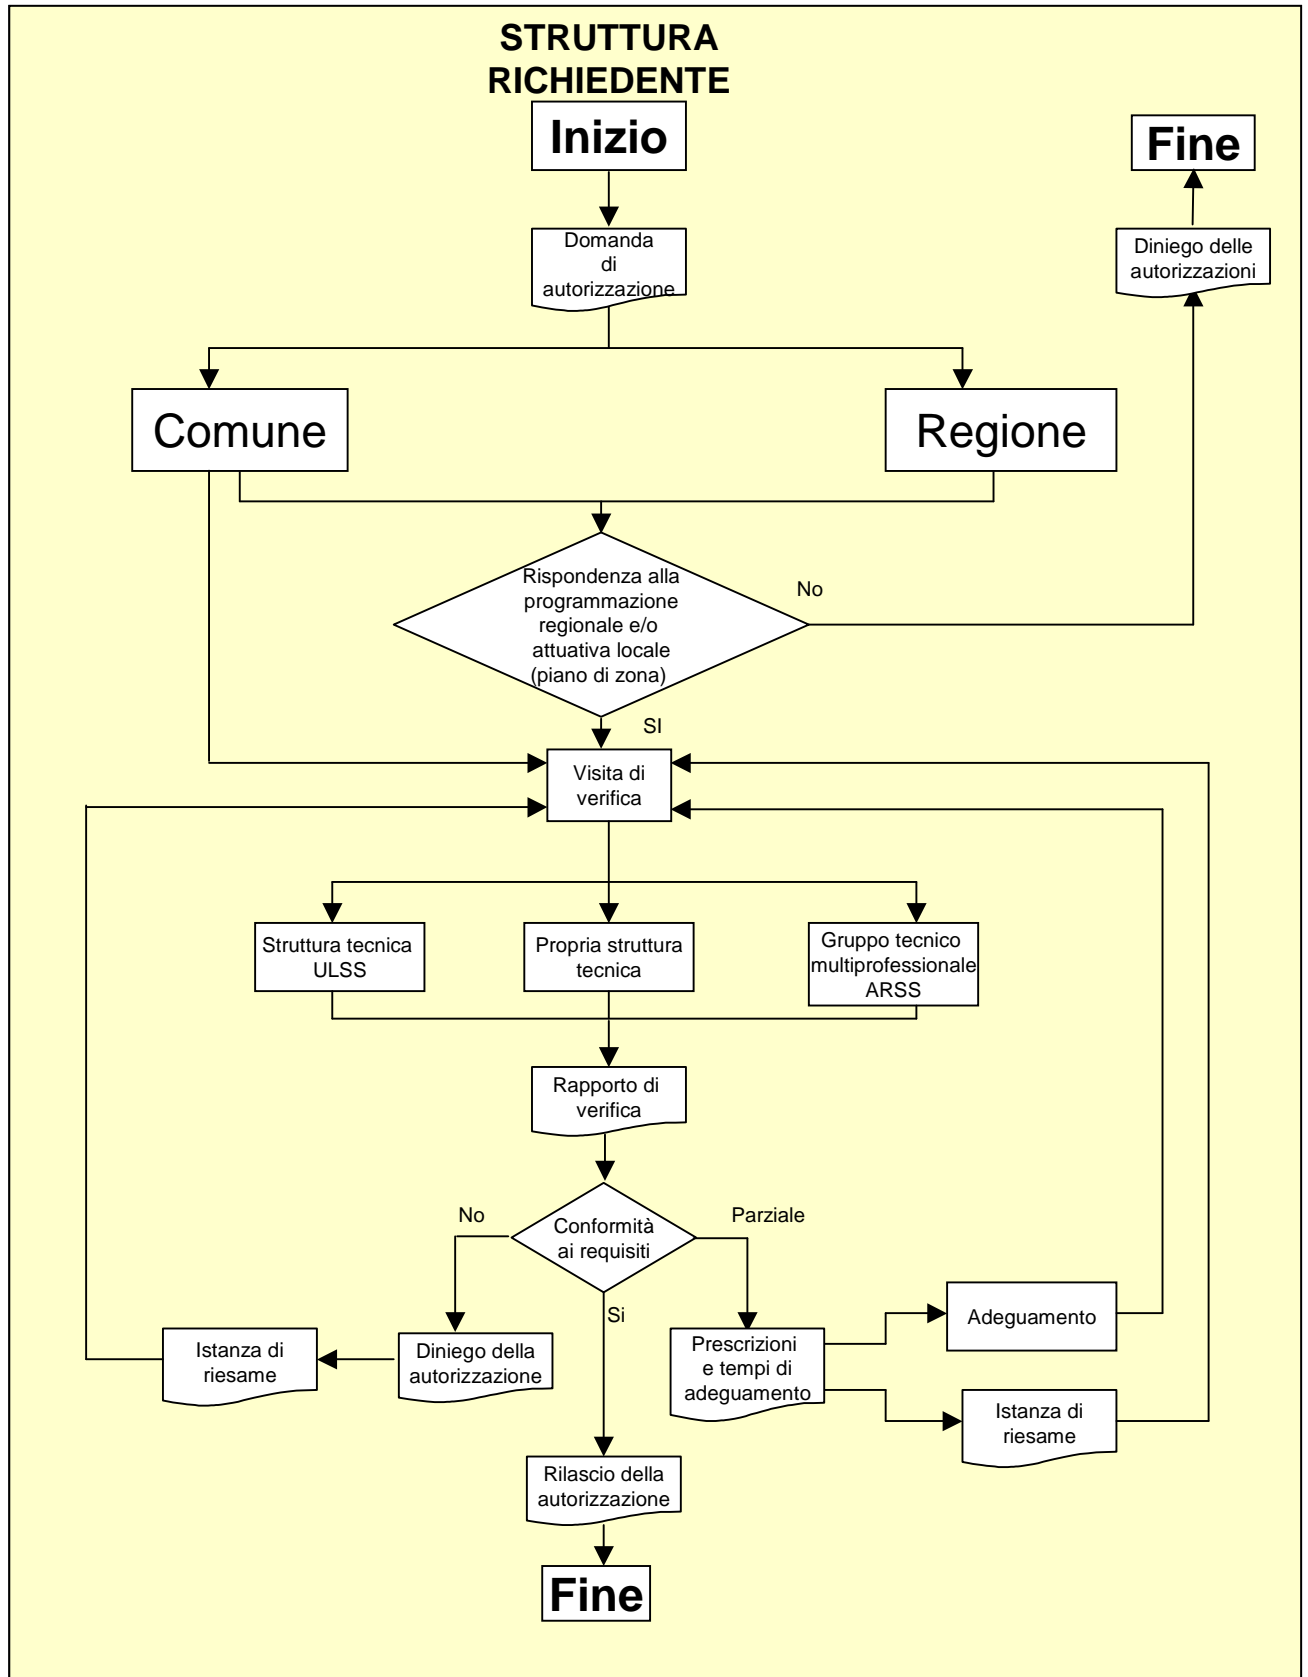 STRUTTURA
RICHIEDENTE
Inizio
Fine
Domanda
di
autorizzazione
Diniego delle
autorizzazioni
Comune
Regione
Rispondenza alla
programmazione
regionale e/o
attuativa locale
(piano di zona)
No
SI
Visita di
verifica
Struttura tecnica
ULSS
Propria struttura
tecnica
Gruppo tecnico
multiprofessionale
ARSS
Rapporto di
verifica
No
Conformità
ai requisiti
Parziale
Si
Istanza di
riesame
Diniego della
autorizzazione
Prescrizioni
e tempi di
adeguamento
Adeguamento
Istanza di
riesame
Rilascio della
autorizzazione
Fine